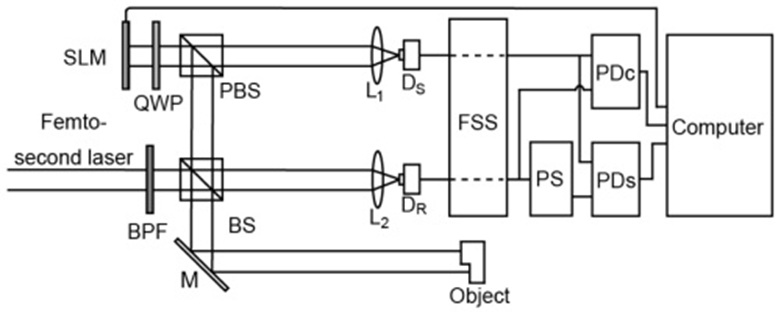 SLM
QWP
PBS
L1
DS
FSS
PDc
Computer
Femto-
second laser
BPF
BS
L2
DR
PS
PDs
M
Object